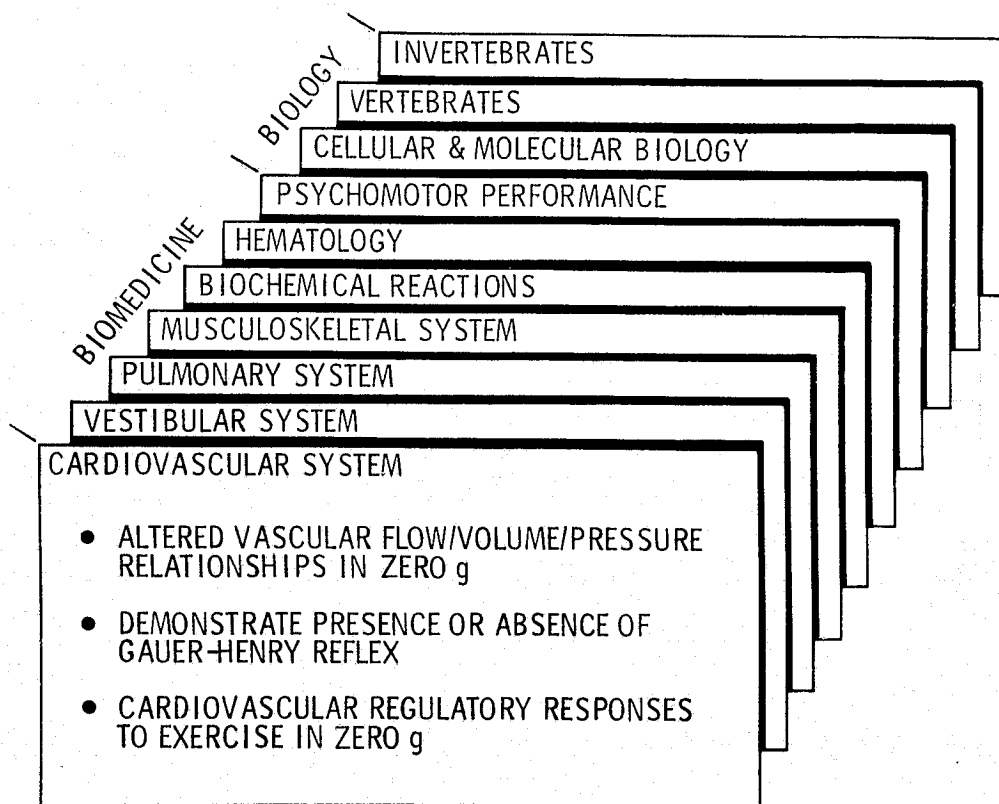 INVERTEBRATES
BIOLOGY
VERTEBRATES
CELLULAR & MOLECULAR BIOLOGY
PSYCHOMOTOR PERFORMANCE
HEMATOLOGY
BIOMEDICINE
BIOCHEMICAL REACTIONS
MUSCULOSKELETAL SYSTEM
PULMONARY SYSTEM
VESTIBULAR SYSTEM
CARDIOVASCULAR SYSTEM
• ALTERED VASCULAR FLOW/VOLUME/PRESSURE
RELATIONSHIPS IN ZERO g
• DEMONSTRATE PRESENCE OR ABSENCE OF
GAUER-HENRY REFLEX
• CARDIOVASCULAR REGULATORY RESPONSES
TO EXERCISE IN ZERO g